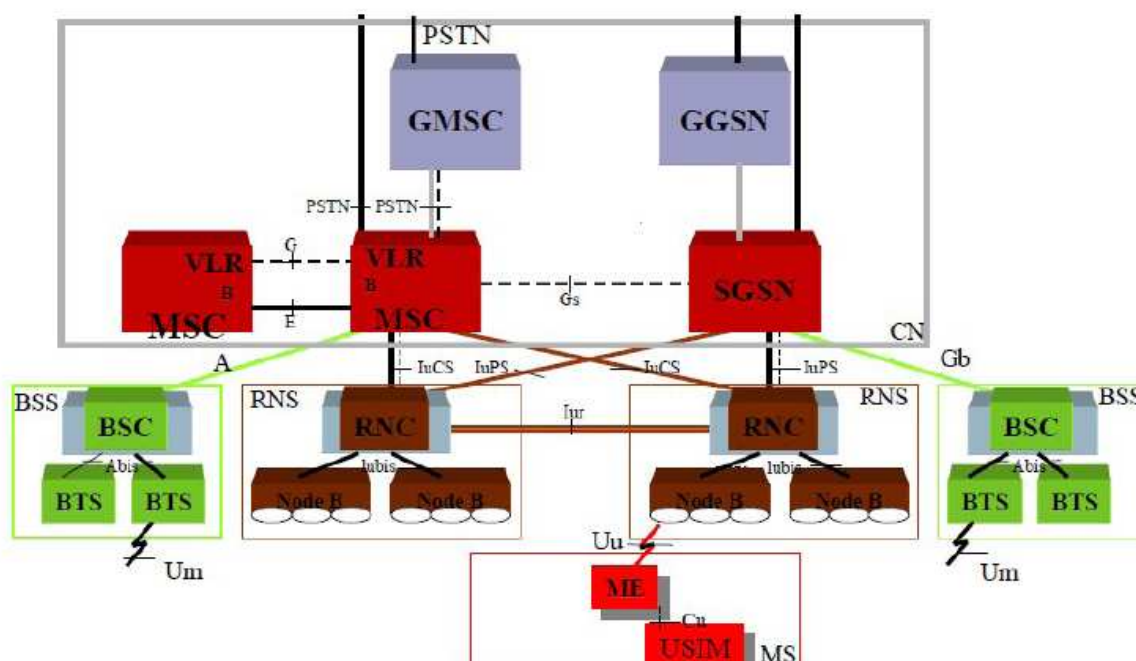 PSTN
GMSC
GGSN
PSTN PSTN
G
VLR
B
MSC
E
VLR
B
MSC
Gs
SGSN
CN
A
IuCS
IuPS
IuCS
IuPS
Gb
BSS
BSC
Abis
BTS
BTS
Um
RNS
RNC
Iubis
Node B
Node B
Iur
RNS
RNC
Iubis
Node B
Node B
BSS
BSC
Abis
BTS
BTS
Um
Uu
ME
Cu
USIM
MS